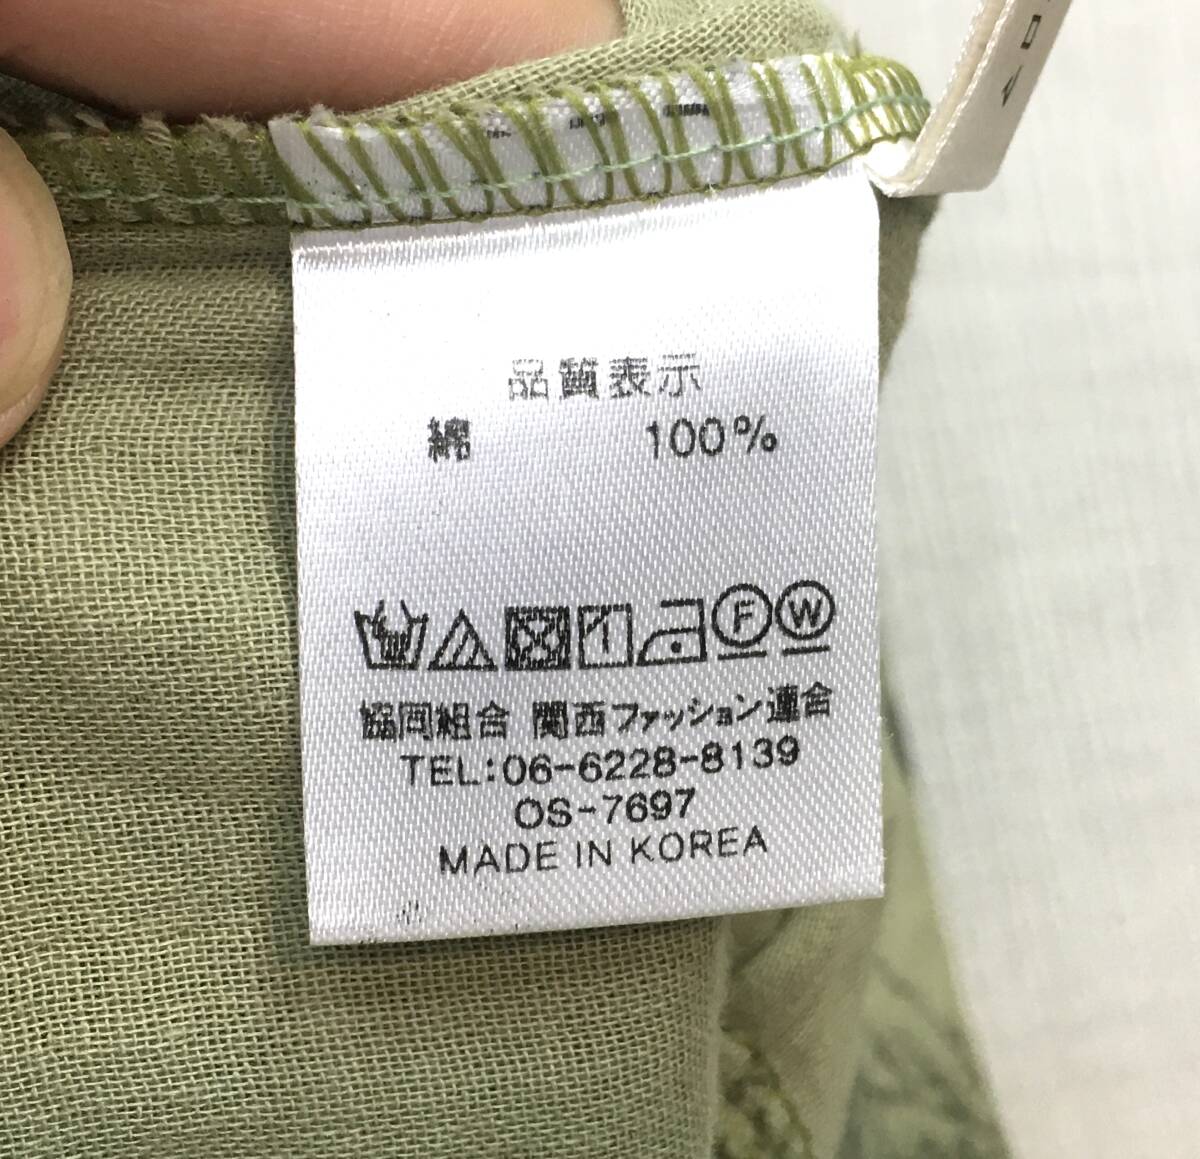 品質表示
綿 100%
F W
協同組合 関西ファッション連合
TEL:06-6228-8139
OS-7697
MADE IN KOREA